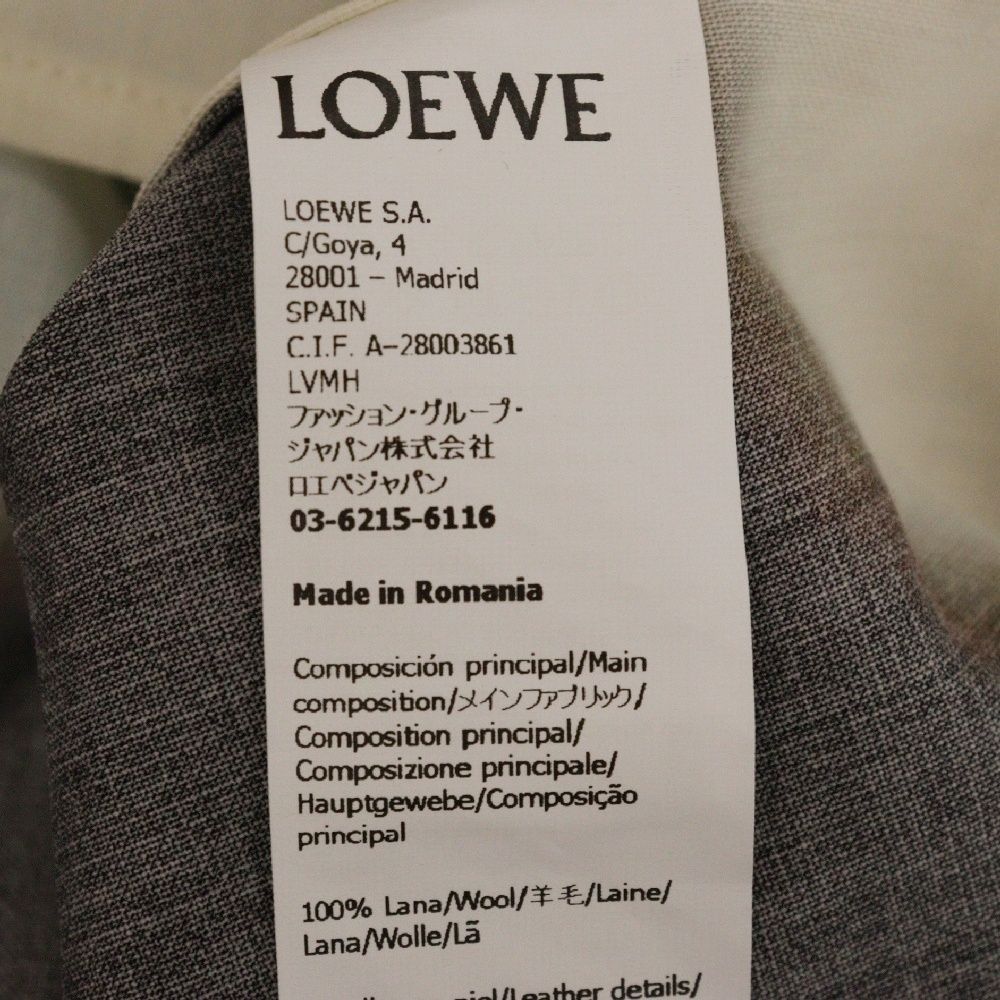 LOEWE
LOEWE S.A.
C/Goya, 4
28001 – Madrid
SPAIN
C.I.F. A-28003861
LVMH
ファッション・グループ・
ジャパン株式会社
ロエベジャパン
03-6215-6116
Made in Romania
Composición principal/Main
composition/メインファブリック/
Composition principal/
Composizione principale/
Hauptgewebe/Composição
principal
100% Lana/Wool/羊毛/Laine/
Lana/Wolle/Lã
piel/Leather details/